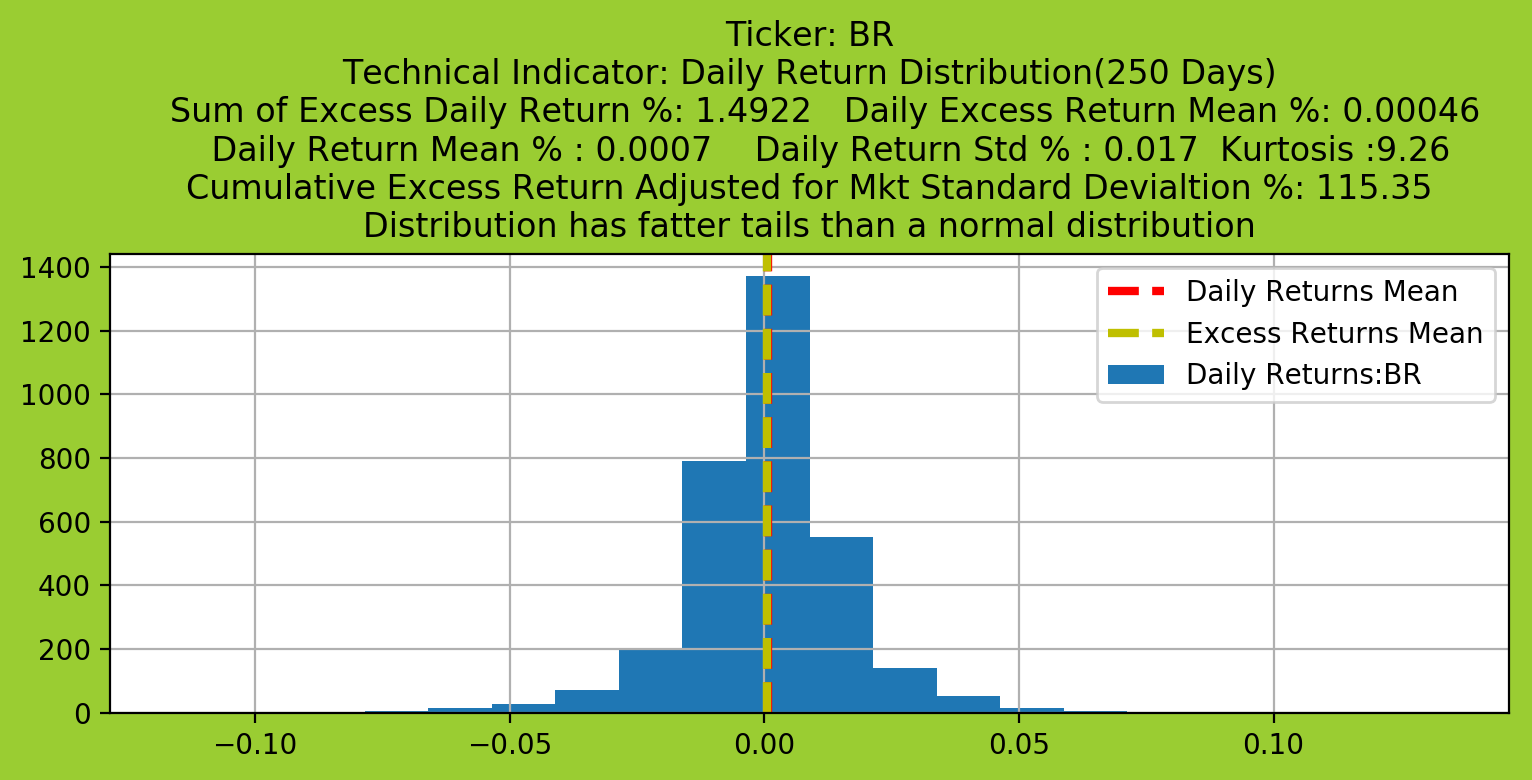 Ticker: BR
Technical Indicator: Daily Return Distribution(250 Days)
Sum of Excess Daily Return %: 1.4922   Daily Excess Return Mean %: 0.00046
Daily Return Mean % : 0.0007    Daily Return Std % : 0.017  Kurtosis :9.26
Cumulative Excess Return Adjusted for Mkt Standard Devialtion %: 115.35
Distribution has fatter tails than a normal distribution
1400
1200
1000
800
600
400
200
0
Daily Returns Mean
Excess Returns Mean
Daily Returns:BR
−0.10 −0.05 0.00 0.05 0.10